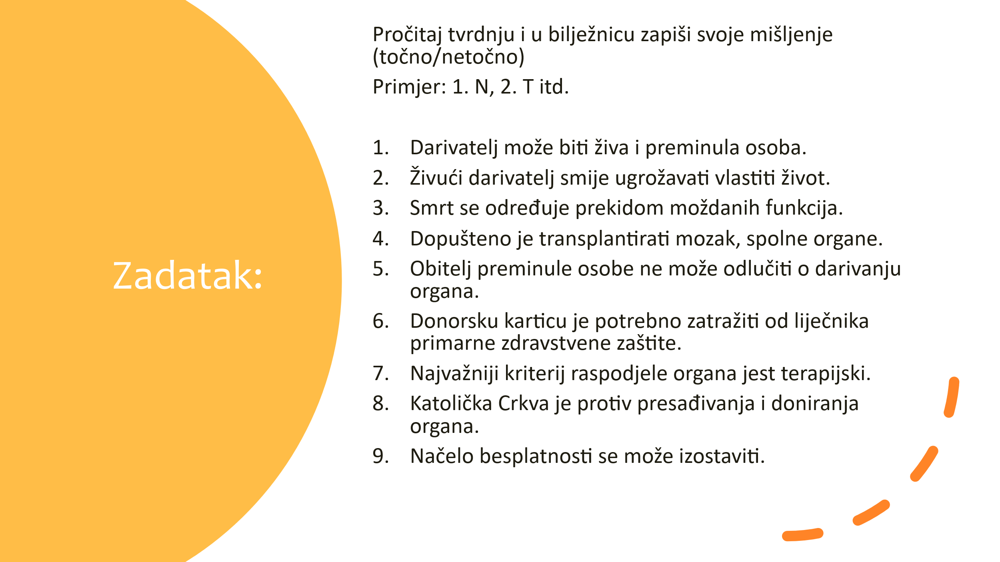 Zadatak:
Pročitaj tvrdnju i u bilježnicu zapiši svoje mišljenje
(točno/netočno)
Primjer: 1. N, 2. T itd.
1. Darivatelj može biti živa i preminula osoba.
2. Živući darivatelj smije ugrožavati vlastiti život.
3. Smrt se određuje prekidom moždanih funkcija.
4. Dopušteno je transplantirati mozak, spolne organe.
5. Obitelj preminule osobe ne može odlučiti o darivanju
organa.
6. Donorsku karticu je potrebno zatražiti od liječnika
primarne zdravstvene zaštite.
7. Najvažniji kriterij raspodjele organa jest terapijski.
8. Katolička Crkva je protiv presađivanja i doniranja
organa.
9. Načelo besplatnosti se može izostaviti.